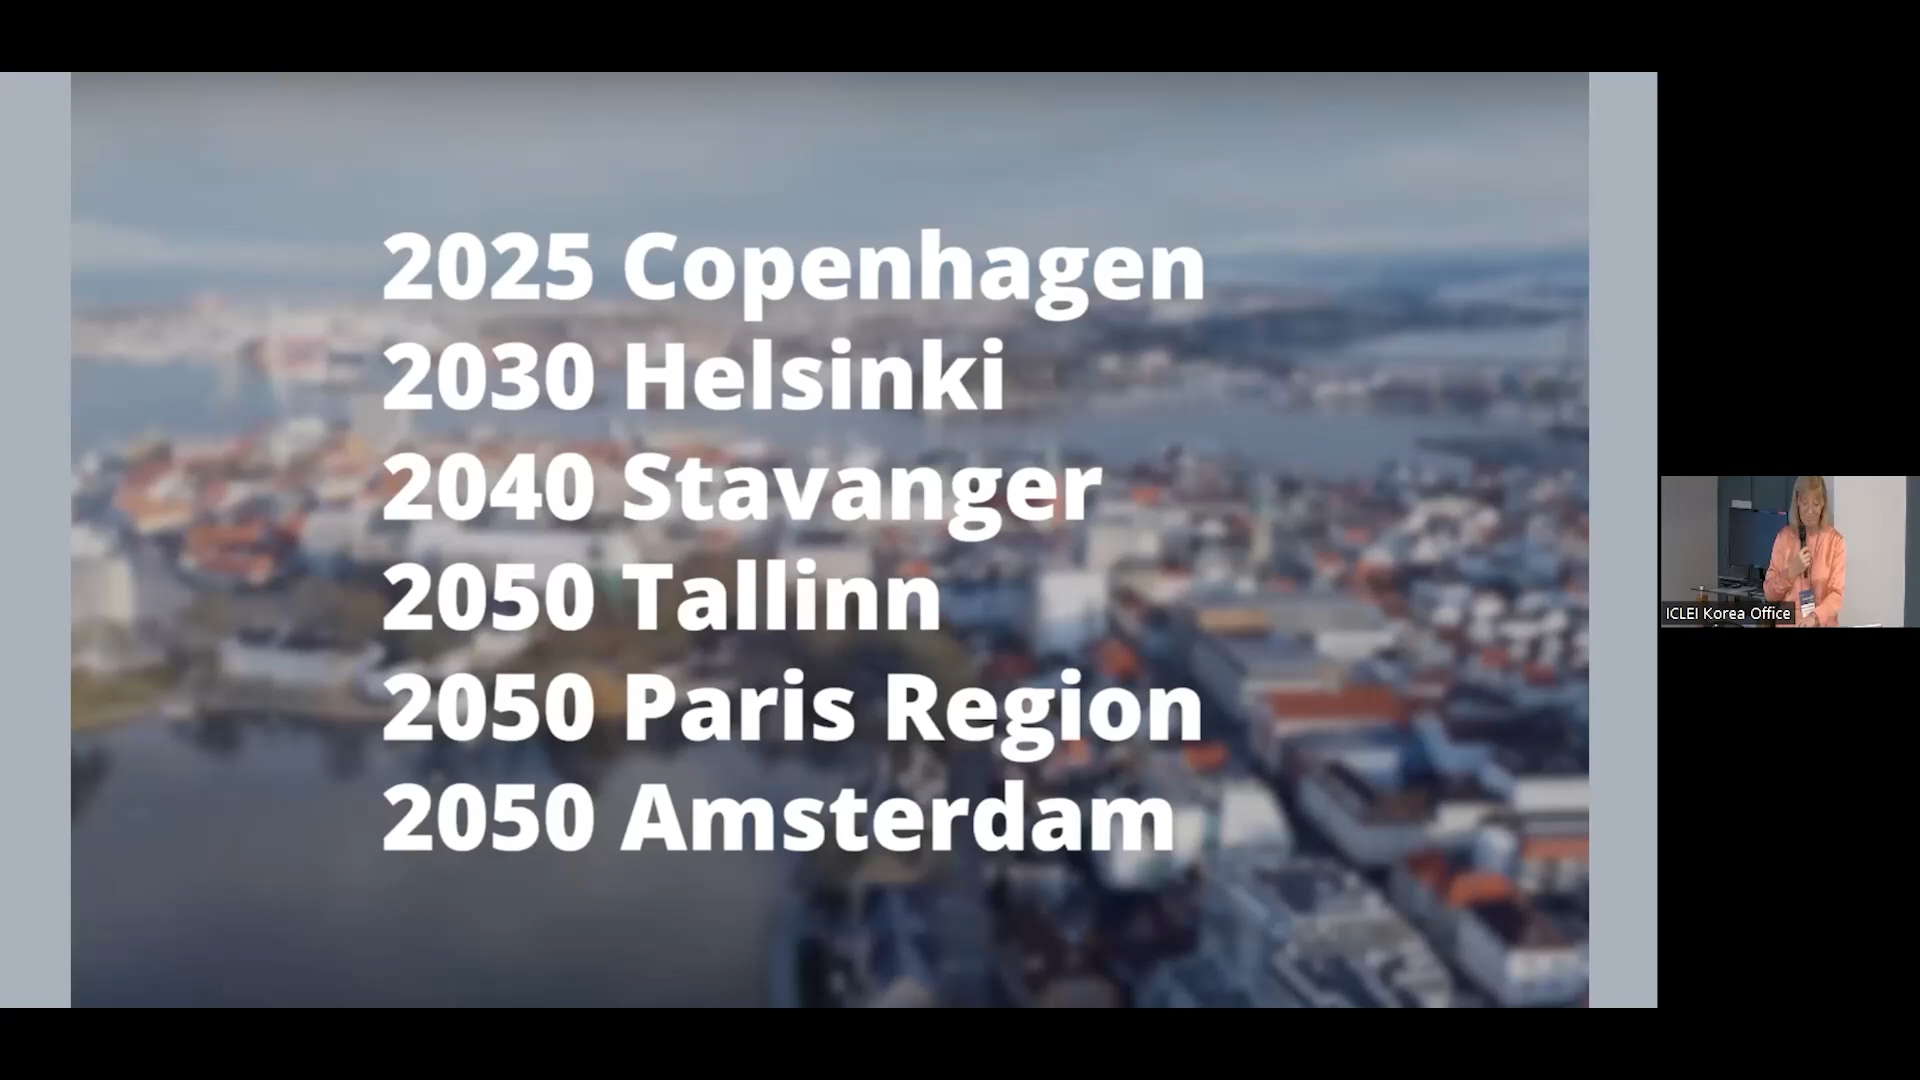 2025 Copenhagen
2030 Helsinki
2040 Stavanger
2050 Tallinn
2050 Paris Region
2050 Amsterdam
ICLEI Korea Office